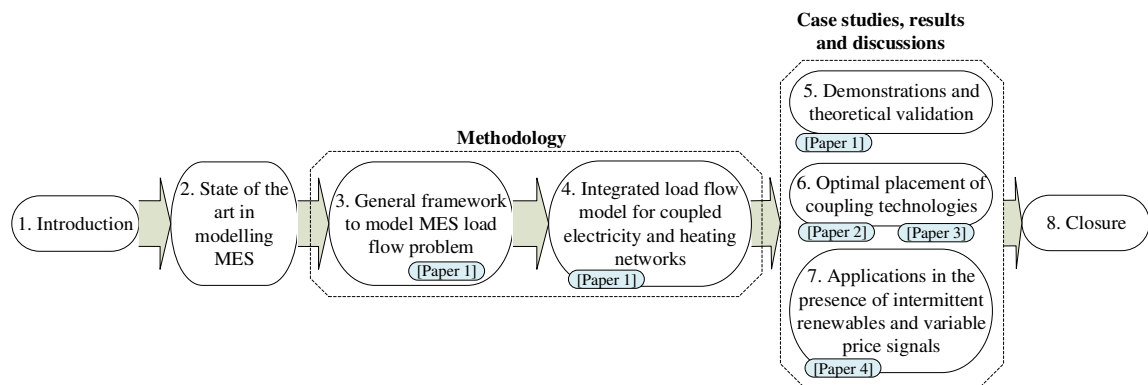 1. Introduction
2. State of the
art in
modelling
MES
Methodology
3. General framework
to model MES load
flow problem
[Paper 1]
4. Integrated load flow
model for coupled
electricity and heating
networks
[Paper 1]
Case studies, results
and discussions
5. Demonstrations and
theoretical validation
[Paper 1]
6. Optimal placement of
coupling technologies
[Paper 2] [Paper 3]
7. Applications in the
presence of intermittent
renewables and variable
price signals
[Paper 4]
8. Closure